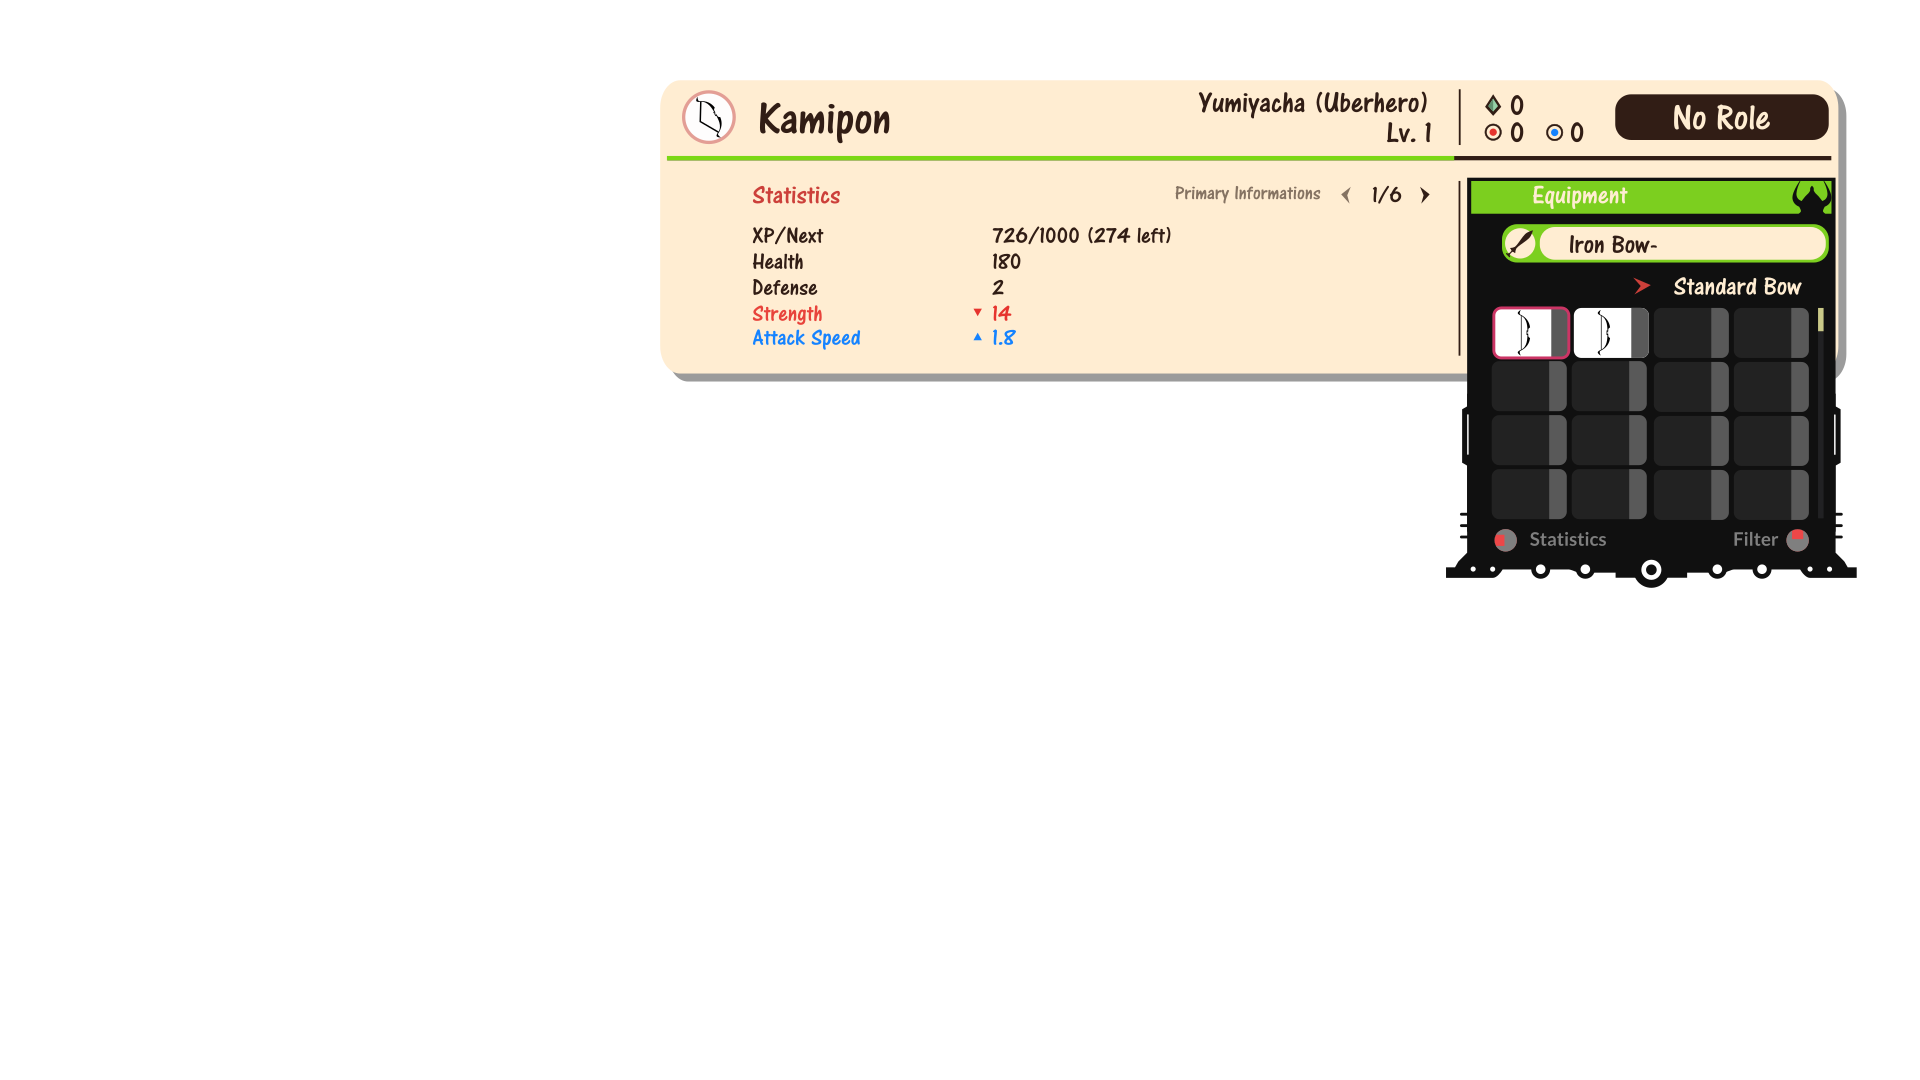 Kamipon
Yumiyacha (Uberhero)
Lv. 1
0
0 0
No Role
Statistics
Primary Informations 1/6
XP/Next 726/1000 (274 left)
Health 180
Defense 2
Strength 14
Attack Speed 1.8
Equipment
Iron Bow-
Standard Bow
Statistics Filter